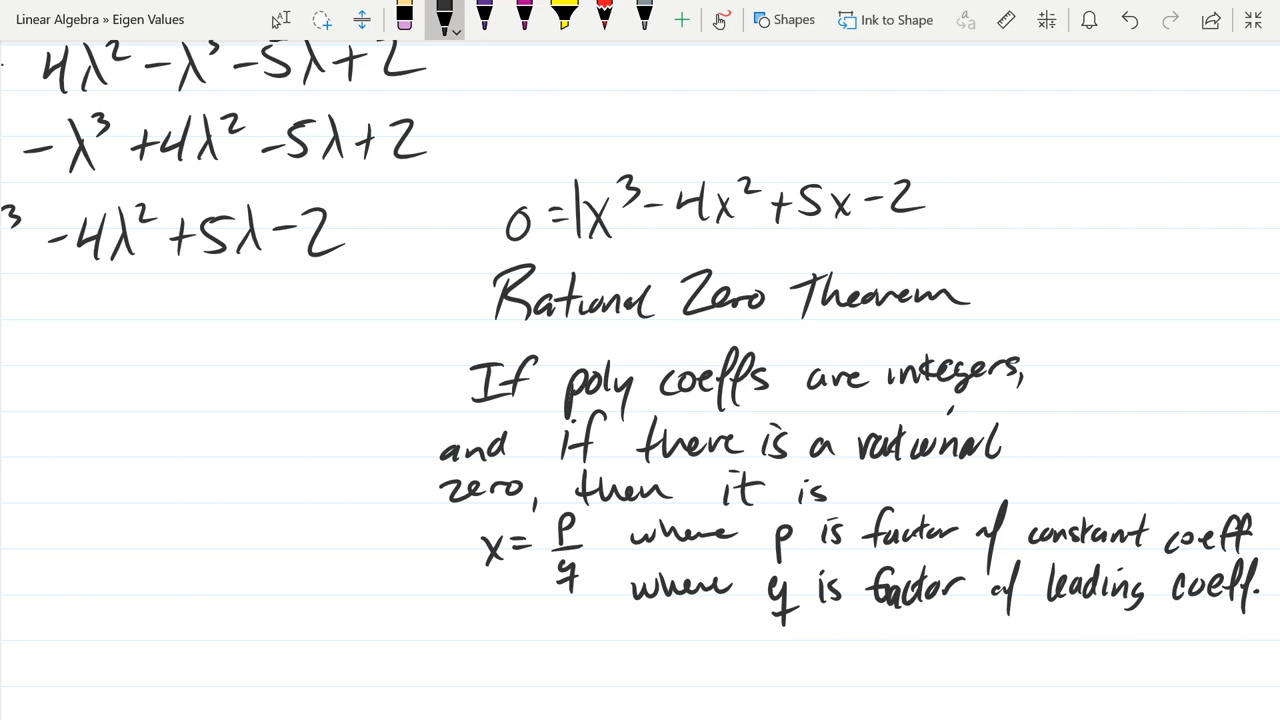 Linear Algebra » Eigen Values
Shapes
Ink to Shape
4λ² - λ³ - 5λ + 2
-λ³ + 4λ² - 5λ + 2
³ - 4λ² + 5λ - 2
0 = 1x³ - 4x² + 5x - 2
Rational Zero Theorem
If poly coeffs are integers,
and if there is a rational
zero, then it is
x = p/q where p is factor of constant coeff
where q is factor of leading coeff.